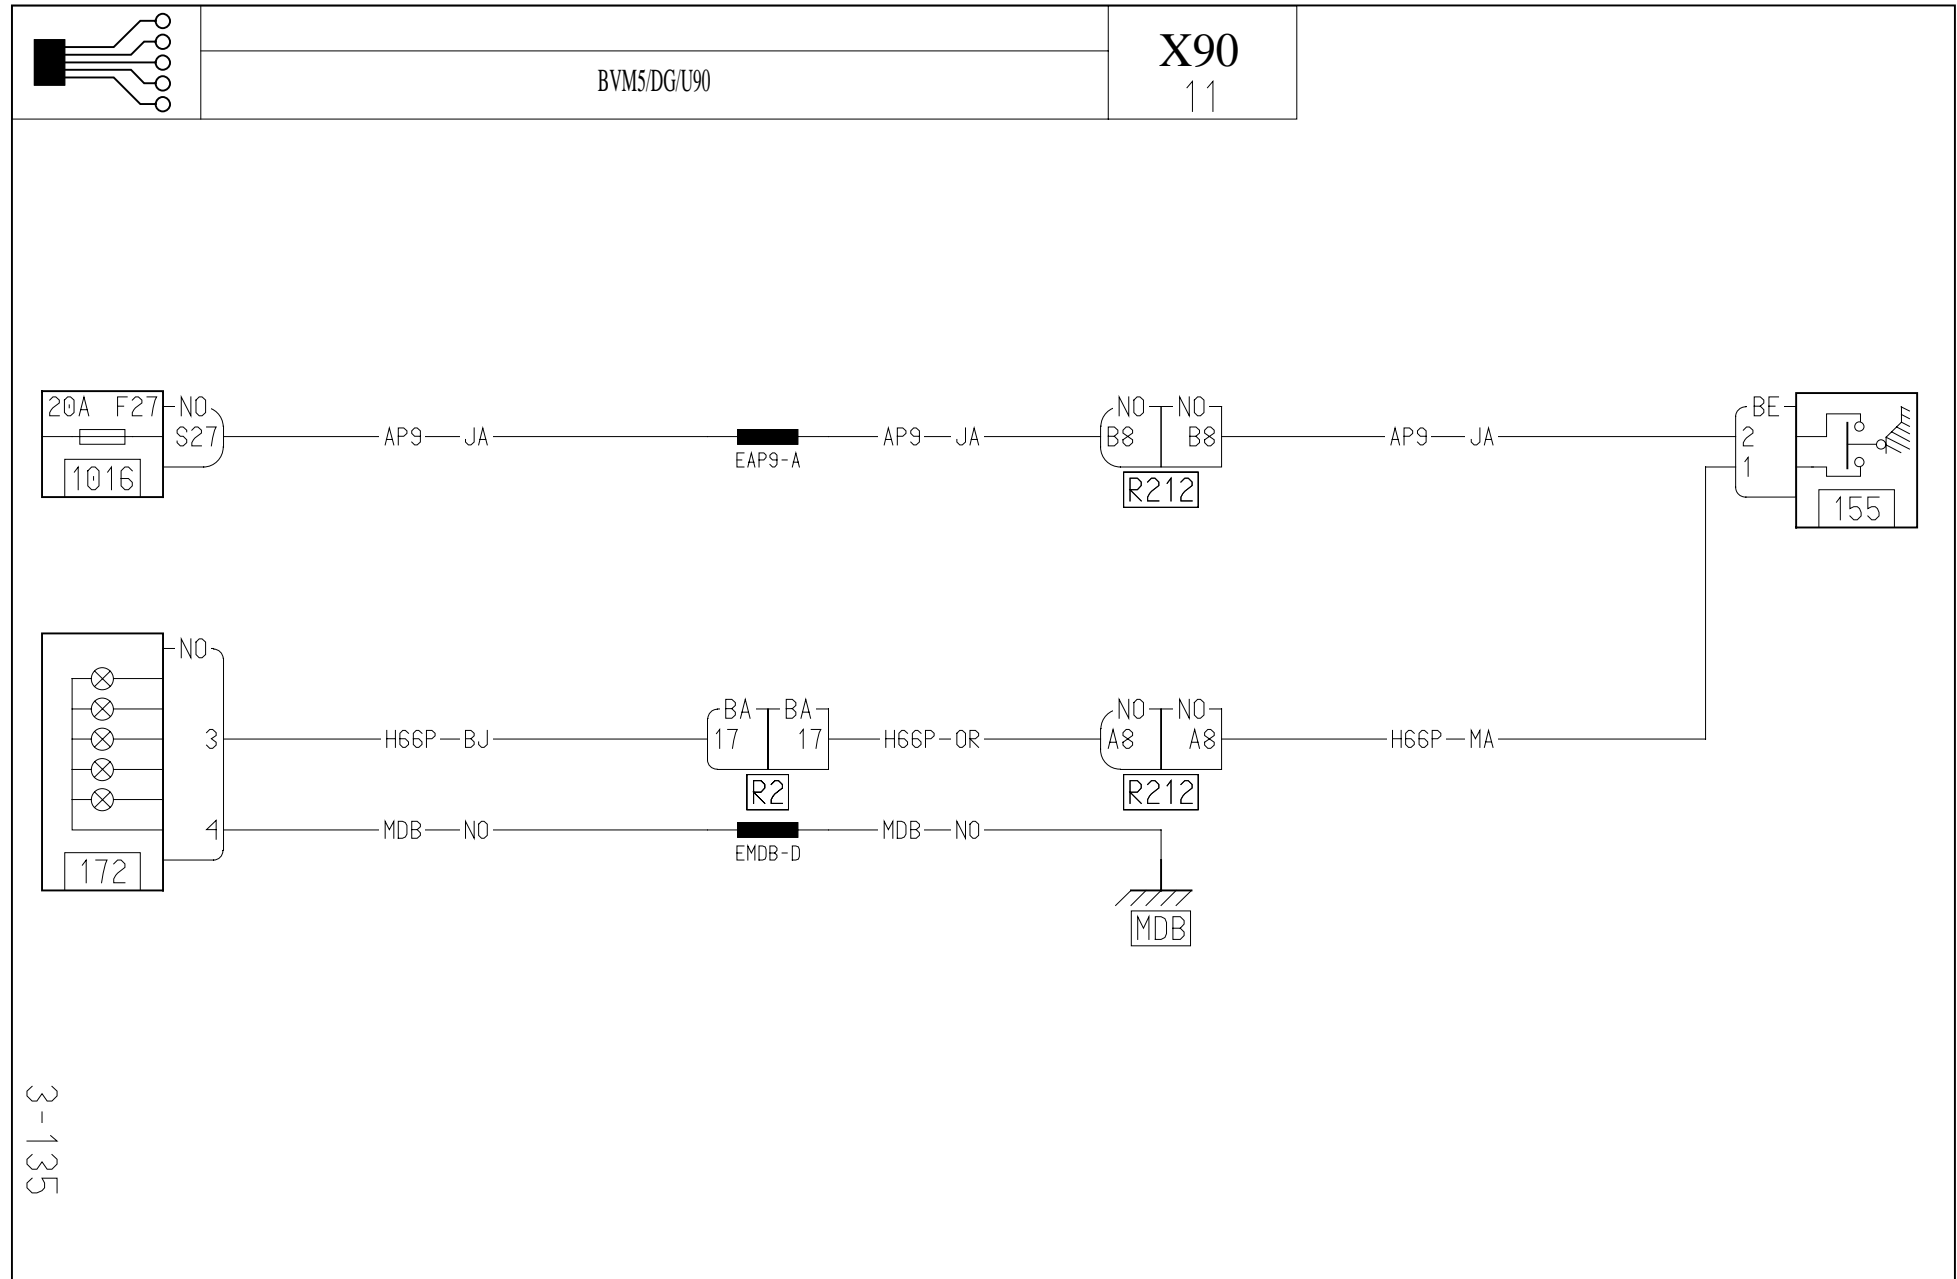 BVM5/DG/U90
X90
11
20A F27 NO
S27
1016
AP9 JA
EAP9-A
AP9 JA
NO NO
B8 B8
R212
AP9 JA
BE
2
1
155
NO
3
4
172
H66P BJ
BA BA
17 17
R2
H66P OR
NO NO
A8 A8
R212
H66P MA
MDB NO
EMDB-D
MDB NO
MDB
3-135